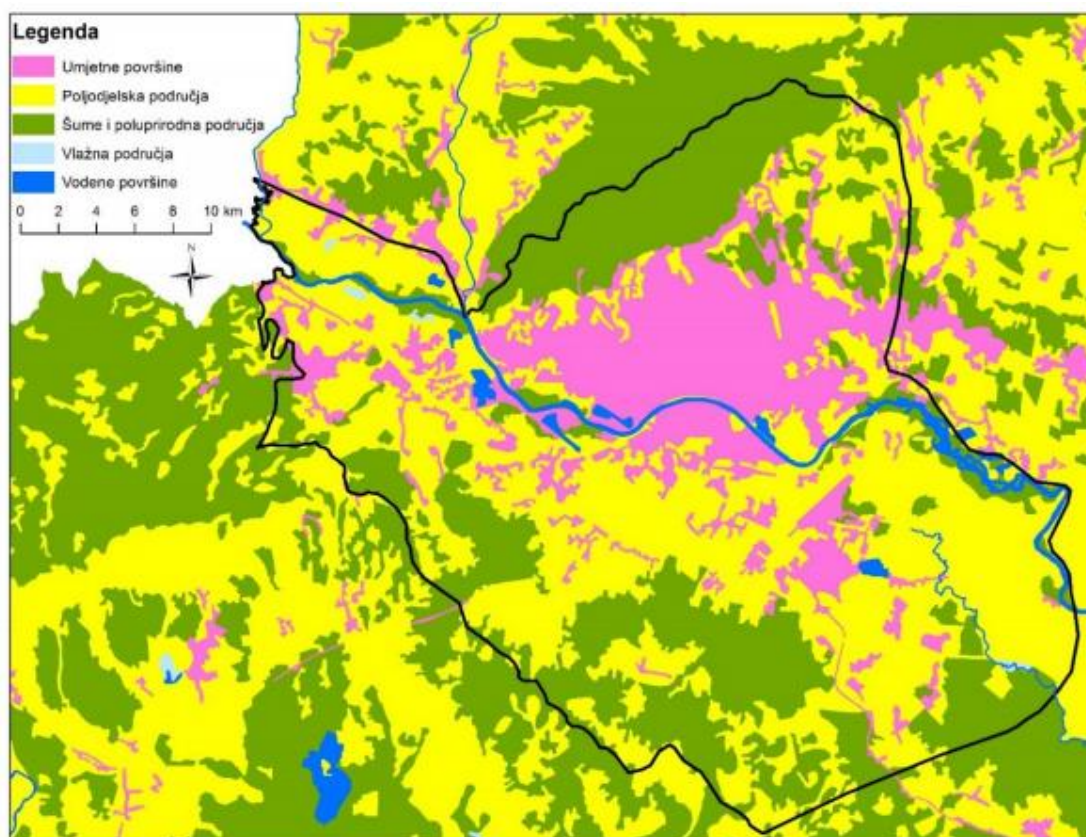 Legenda
Umjetne površine
Poljodjelska područja
Šume i poluprirodna područja
Vlažna područja
Vodene površine
0 2 4 6 8 10 km
N